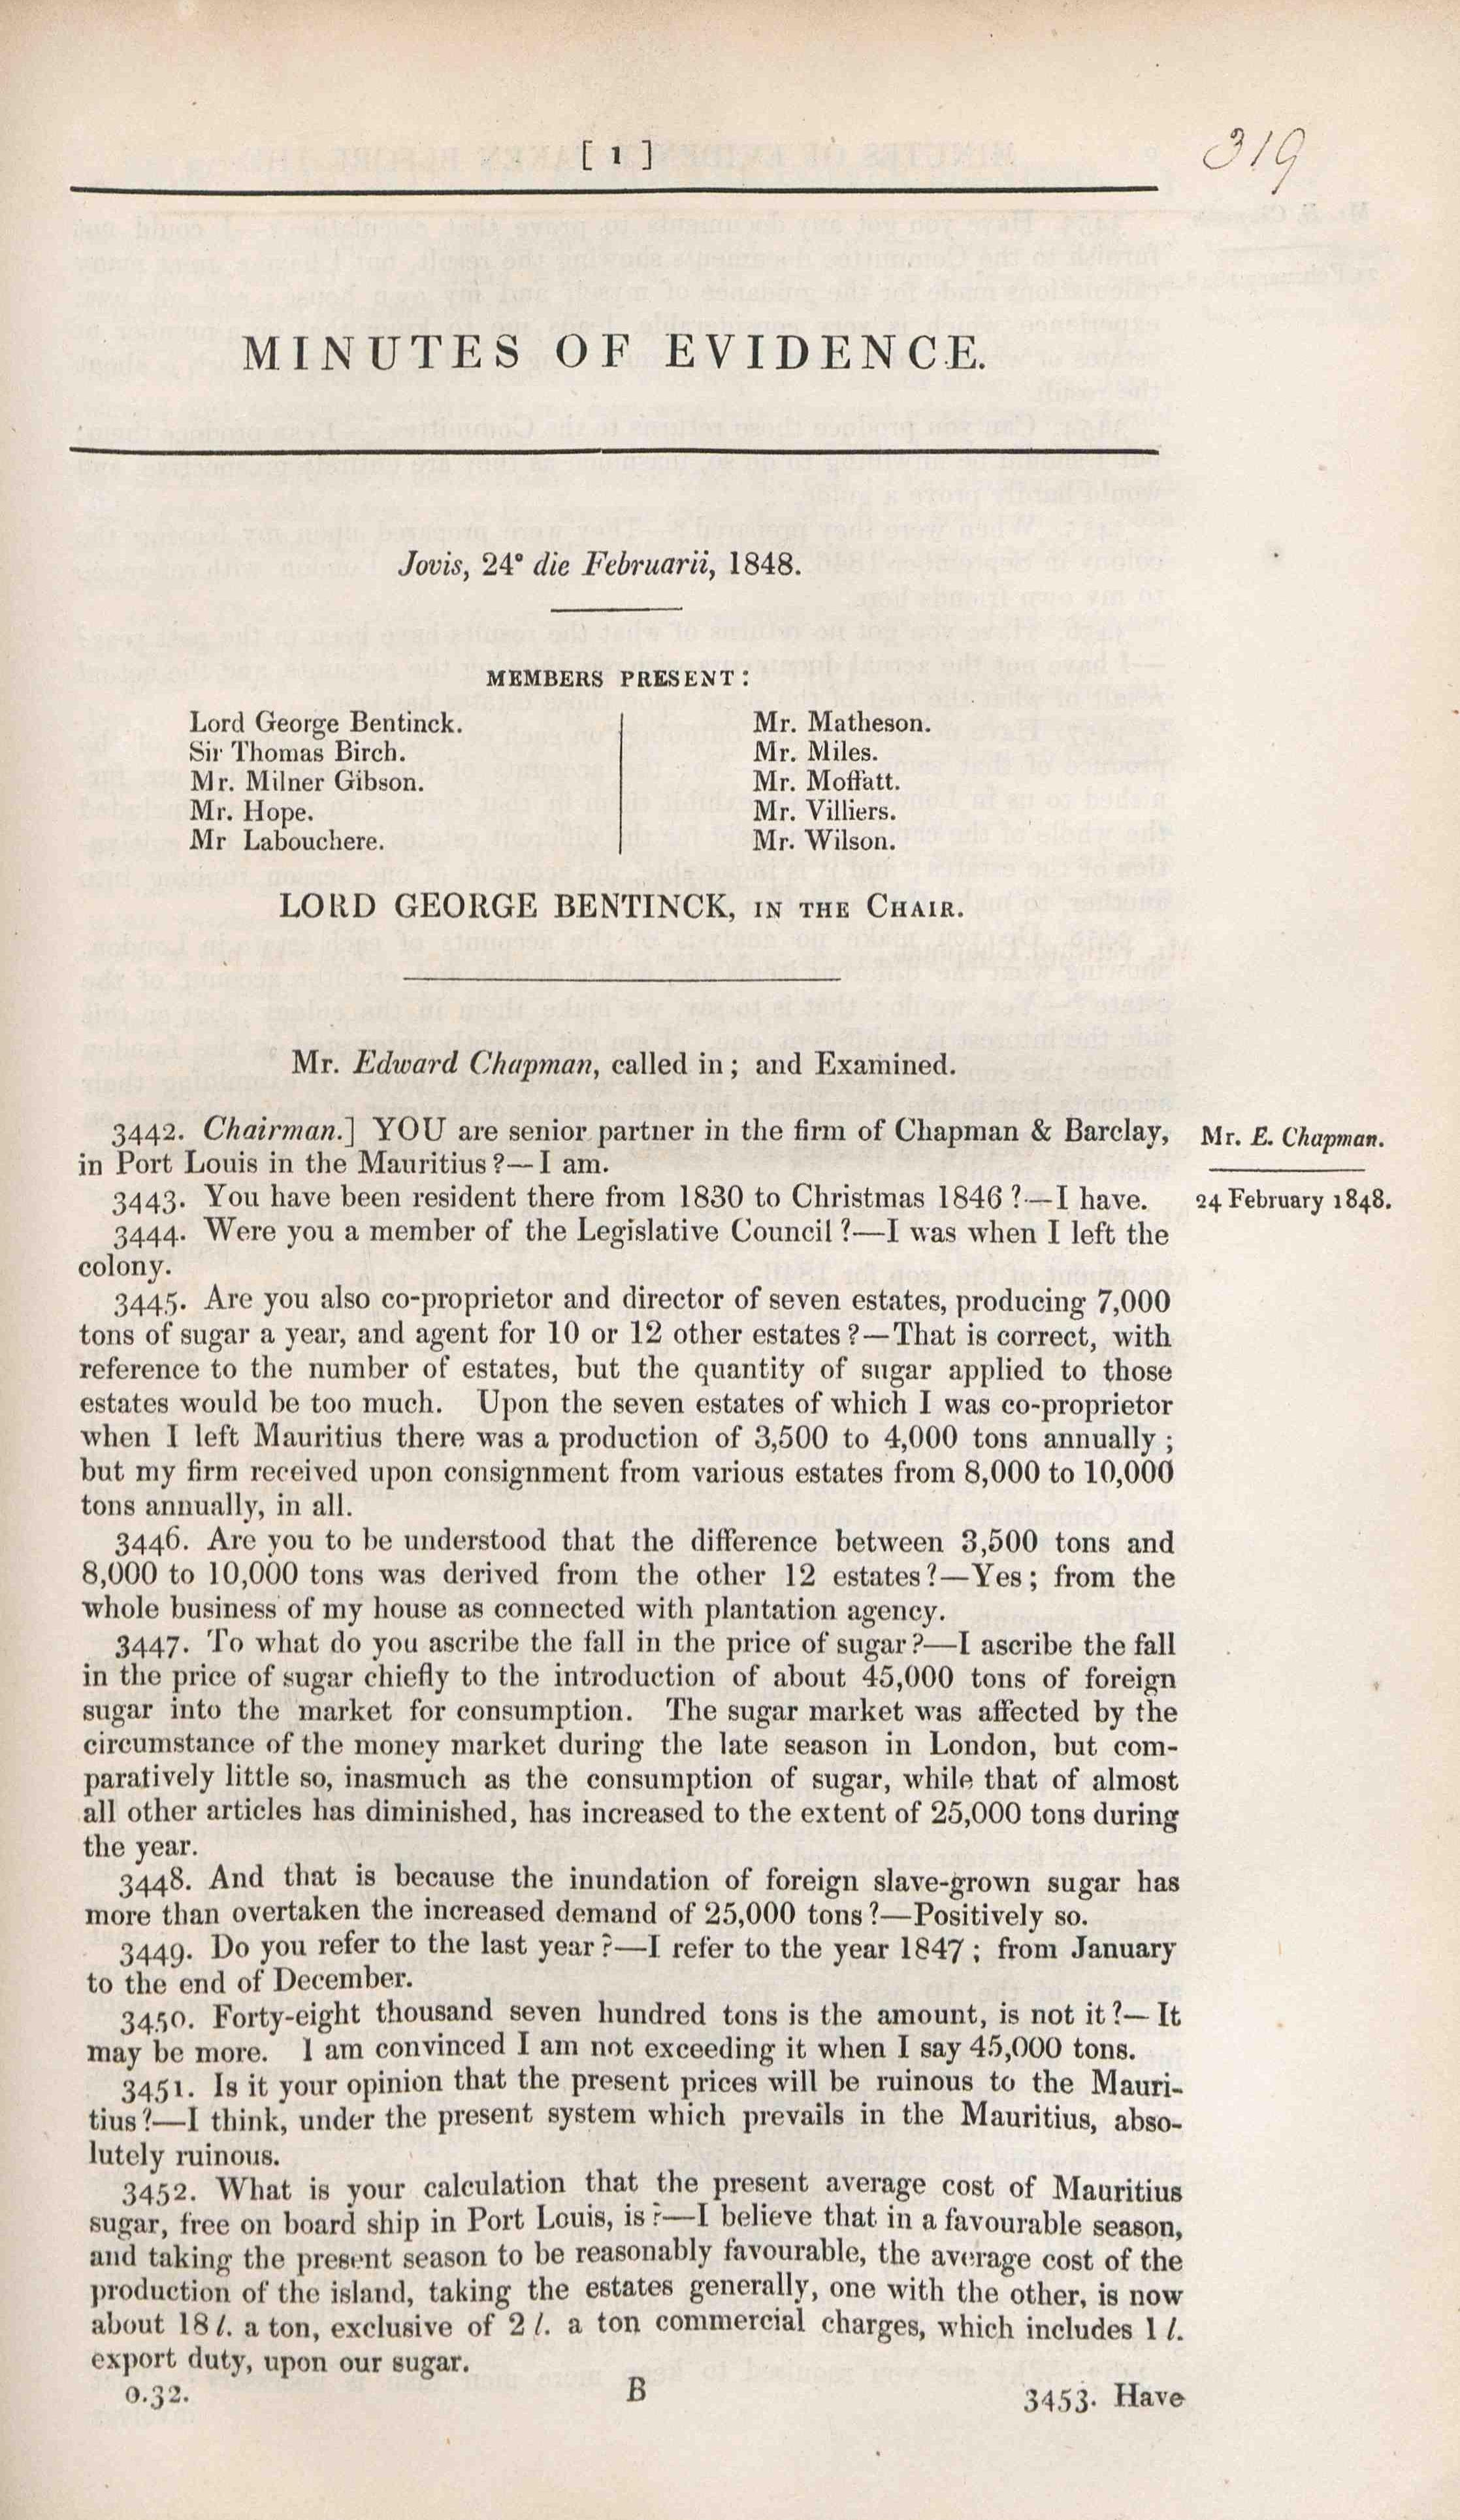 [ 1 ]
319
MINUTES OF EVIDENCE.
Jovis, 24° die Februarii, 1848.
MEMBERS PRESENT:
Lord George Bentinck.
Sir Thomas Birch.
Mr. Milner Gibson.
Mr. Hope.
Mr Labouchere.
Mr. Matheson.
Mr. Miles.
Mr. Moffatt.
Mr. Villiers.
Mr. Wilson.
LORD GEORGE BENTINCK, IN THE CHAIR.
Mr. Edward Chapman, called in; and Examined.
3442. Chairman.] YOU are senior partner in the firm of Chapman & Barclay,
in Port Louis in the Mauritius?—I am.
3443. You have been resident there from 1830 to Christmas 1846?—I have.
3444. Were you a member of the Legislative Council?—I was when I left the
colony.
3445. Are you also co-proprietor and director of seven estates, producing 7,000
tons of sugar a year, and agent for 10 or 12 other estates?—That is correct, with
reference to the number of estates, but the quantity of sugar applied to those
estates would be too much. Upon the seven estates of which I was co-proprietor
when I left Mauritius there was a production of 3,500 to 4,000 tons annually;
but my firm received upon consignment from various estates from 8,000 to 10,000
tons annually, in all.
3446. Are you to be understood that the difference between 3,500 tons and
8,000 to 10,000 tons was derived from the other 12 estates?—Yes; from the
whole business of my house as connected with plantation agency.
3447. To what do you ascribe the fall in the price of sugar?—I ascribe the fall
in the price of sugar chiefly to the introduction of about 45,000 tons of foreign
sugar into the market for consumption. The sugar market was affected by the
circumstance of the money market during the late season in London, but com-
paratively little so, inasmuch as the consumption of sugar, while that of almost
all other articles has diminished, has increased to the extent of 25,000 tons during
the year.
3448. And that is because the inundation of foreign slave-grown sugar has
more than overtaken the increased demand of 25,000 tons?—Positively so.
3449. Do you refer to the last year?—I refer to the year 1847; from January
to the end of December.
3450. Forty-eight thousand seven hundred tons is the amount, is not it?—It
may be more. I am convinced I am not exceeding it when I say 45,000 tons.
3451. Is it your opinion that the present prices will be ruinous to the Mauri-
tius?—I think, under the present system which prevails in the Mauritius, abso-
lutely ruinous.
3452. What is your calculation that the present average cost of Mauritius
sugar, free on board ship in Port Louis, is?—I believe that in a favourable season,
and taking the present season to be reasonably favourable, the average cost of the
production of the island, taking the estates generally, one with the other, is now
about 18 l. a ton, exclusive of 2 l. a ton commercial charges, which includes 1 l.
export duty, upon our sugar.
0.32.
B
3453. Have
Mr. E. Chapman.
24 February 1848.